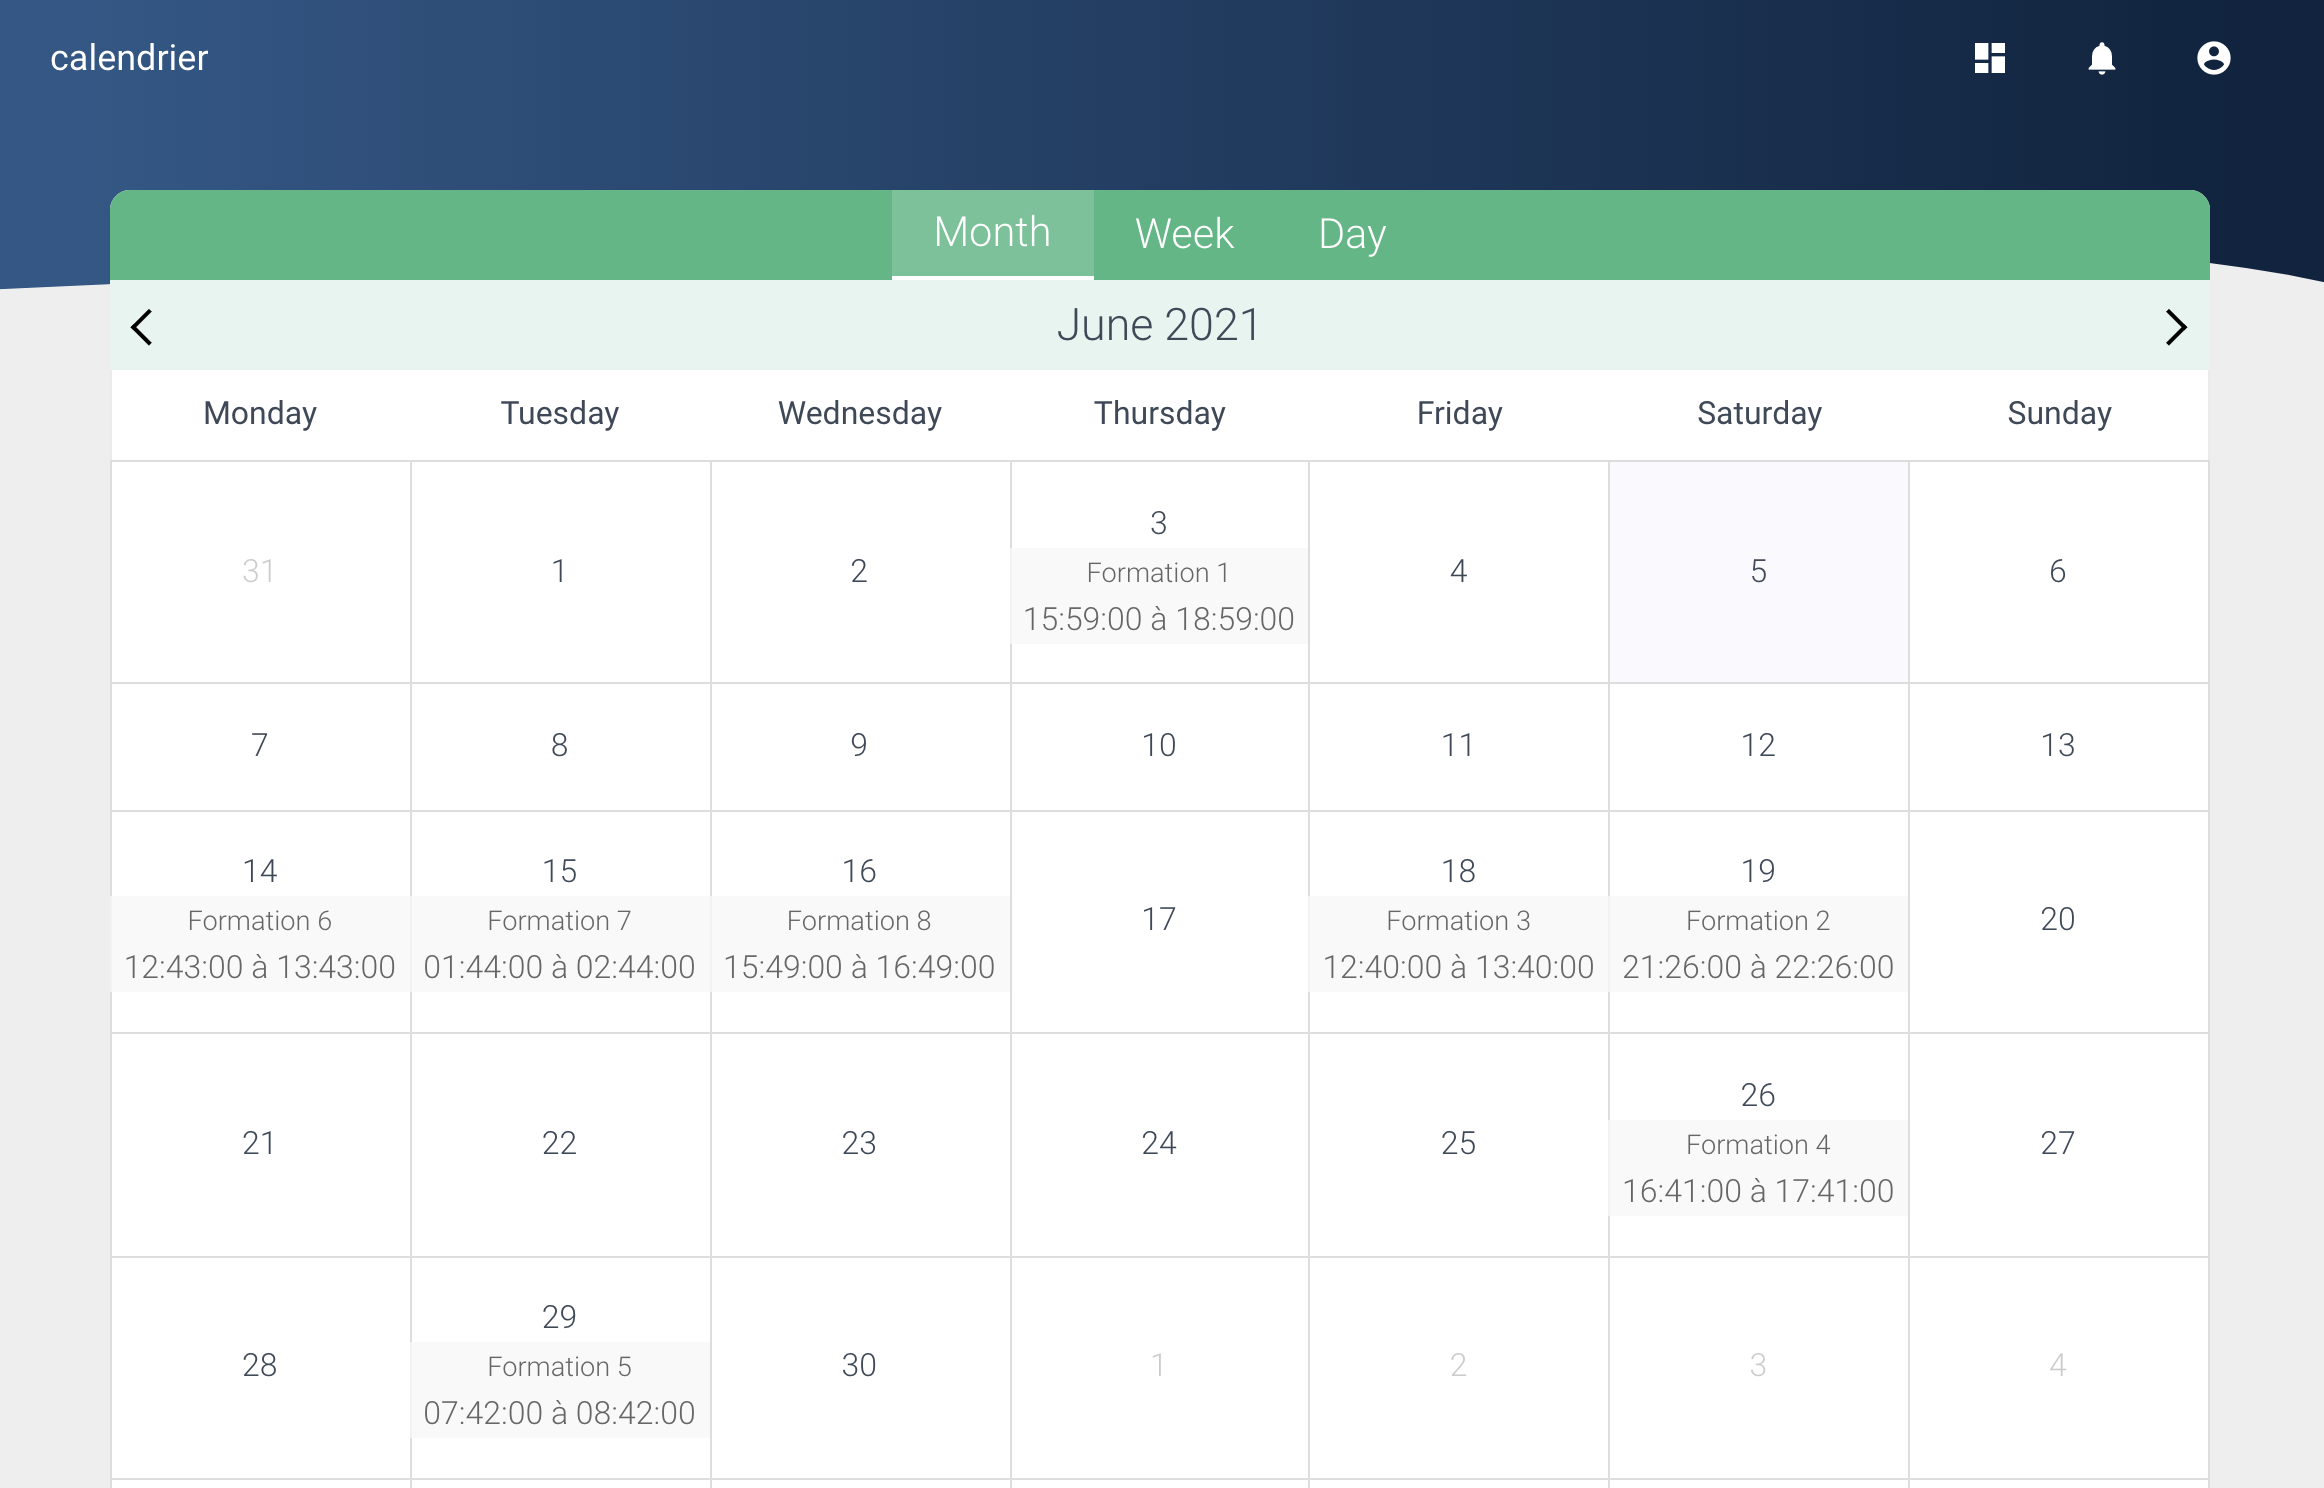 calendrier
Month Week Day
June 2021
Monday Tuesday Wednesday Thursday Friday Saturday Sunday
31 1 2 3 4 5 6
Formation 1
15:59:00 à 18:59:00
7 8 9 10 11 12 13
14 15 16 17 18 19 20
Formation 6 Formation 7 Formation 8 Formation 3 Formation 2
12:43:00 à 13:43:00 01:44:00 à 02:44:00 15:49:00 à 16:49:00 12:40:00 à 13:40:00 21:26:00 à 22:26:00
21 22 23 24 25 26 27
Formation 4
16:41:00 à 17:41:00
28 29 30 1 2 3 4
Formation 5
07:42:00 à 08:42:00